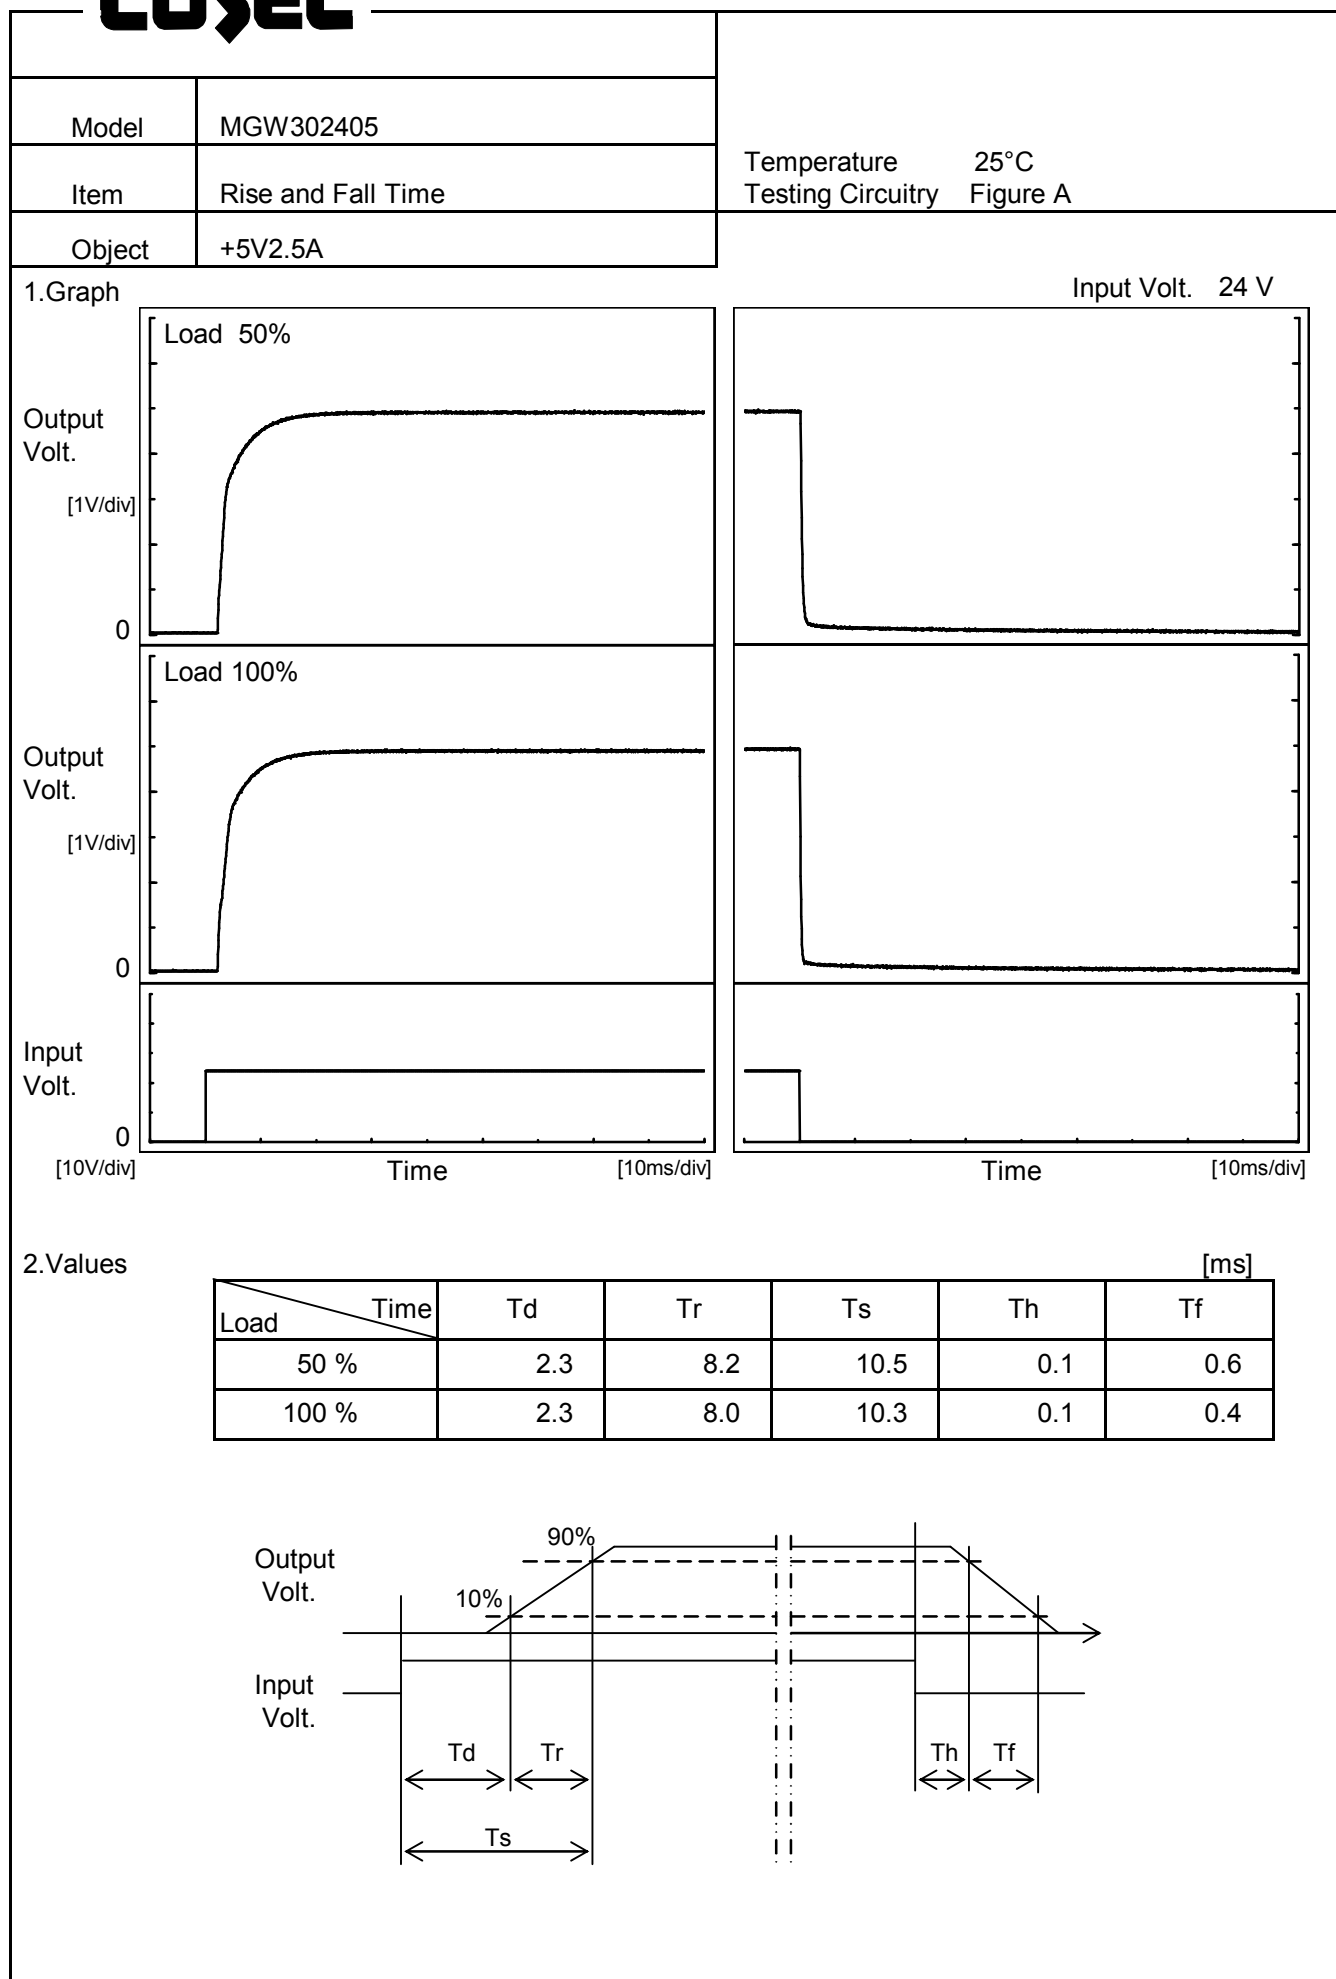 COSEL
Model MGW302405
Item Rise and Fall Time
Temperature 25°C
Testing Circuitry Figure A
Object +5V2.5A
1.Graph
Input Volt. 24 V
Load 50%
Output
Volt.
[1V/div]
0
Load 100%
Output
Volt.
[1V/div]
0
Input
Volt.
0
[10V/div] Time [10ms/div] Time [10ms/div]
2.Values [ms]
Load Time Td Tr Ts Th Tf
50 % 2.3 8.2 10.5 0.1 0.6
100 % 2.3 8.0 10.3 0.1 0.4
Output
Volt.
90%
10%
Input
Volt.
Td Tr Th Tf
Ts